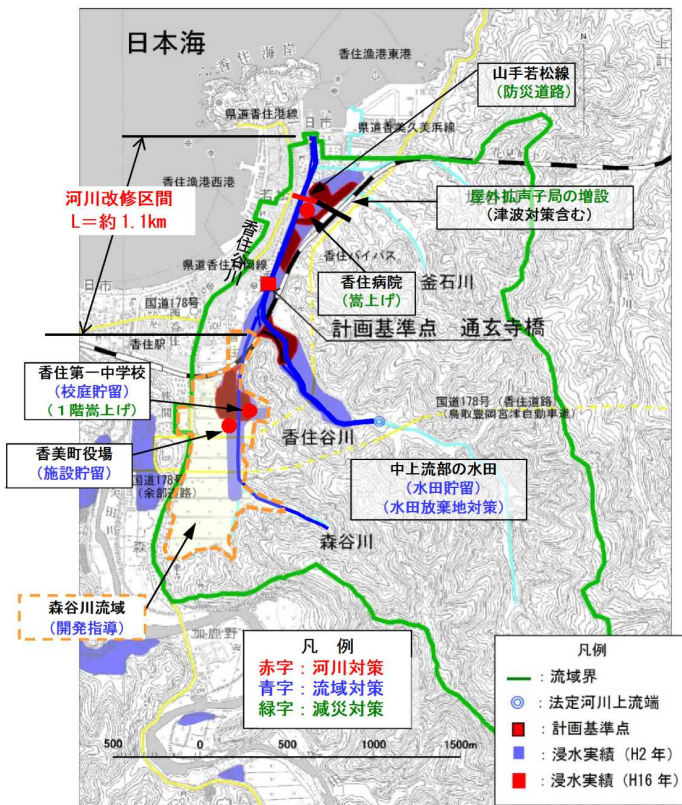 日本海
香住海岸
香住漁港東港
山手若松線
(防災道路)
県道香住港線
県道香美久美浜線
香住漁港西港
河川改修区間
L=約1.1km
屋外拡声子局の増設
(津波対策含む)
香住谷川
香住バイパス
釜石川
香住病院
(嵩上げ)
国道178号
計画基準点 通玄寺橋
香住駅
香住第一中学校
(校庭貯留)
(1階嵩上げ)
国道178号(香住道路)
(鳥取豊岡宮津自動車道)
香住谷川
香美町役場
(施設貯留)
中上流部の水田
(水田貯留)
(水田放棄地対策)
国道178号
(余部道路)
矢田川
森谷川
森谷川流域
(開発指導)
加鹿野
凡 例
赤字:河川対策
青字:流域対策
緑字:減災対策
500 0 500 1000 1500m
凡例
:流域界
:法定河川上流端
:計画基準点
:浸水実績(H2年)
:浸水実績(H16年)